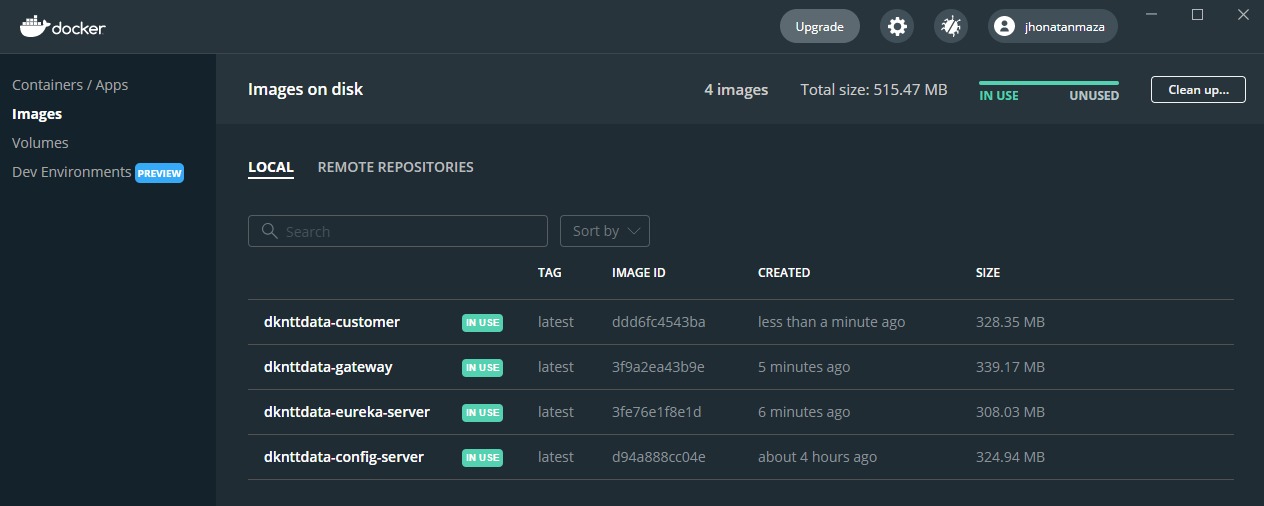 docker
Upgrade
jhonatanmaza
Containers / Apps
Images
Volumes
Dev Environments PREVIEW
Images on disk
4 images
Total size: 515.47 MB
IN USE
UNUSED
Clean up...
LOCAL
REMOTE REPOSITORIES
Search
Sort by
TAG IMAGE ID CREATED SIZE
dknttdata-customer IN USE latest ddd6fc4543ba less than a minute ago 328.35 MB
dknttdata-gateway IN USE latest 3f9a2ea43b9e 5 minutes ago 339.17 MB
dknttdata-eureka-server IN USE latest 3fe76e1f8e1d 6 minutes ago 308.03 MB
dknttdata-config-server IN USE latest d94a888cc04e about 4 hours ago 324.94 MB